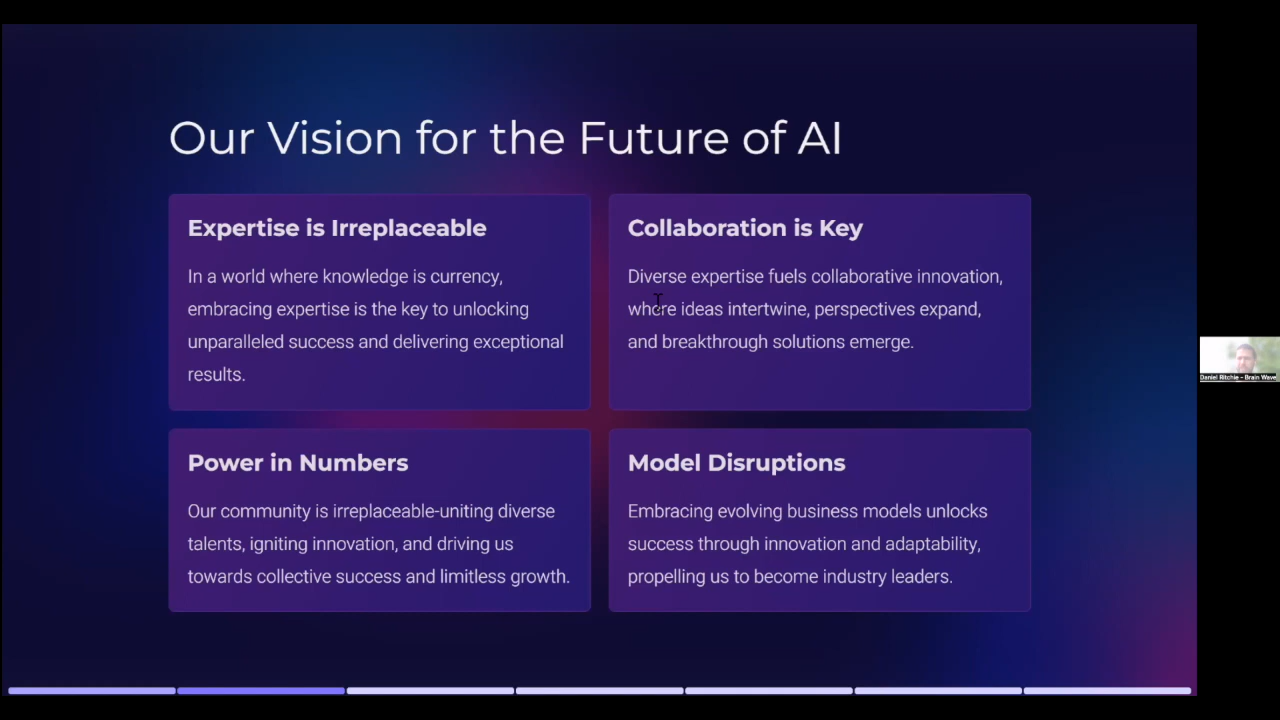 Our Vision for the Future of AI
Expertise is Irreplaceable
In a world where knowledge is currency,
embracing expertise is the key to unlocking
unparalleled success and delivering exceptional
results.
Collaboration is Key
Diverse expertise fuels collaborative innovation,
where ideas intertwine, perspectives expand,
and breakthrough solutions emerge.
Power in Numbers
Our community is irreplaceable-uniting diverse
talents, igniting innovation, and driving us
towards collective success and limitless growth.
Model Disruptions
Embracing evolving business models unlocks
success through innovation and adaptability,
propelling us to become industry leaders.
Daniel Ritchie - Brain Wave